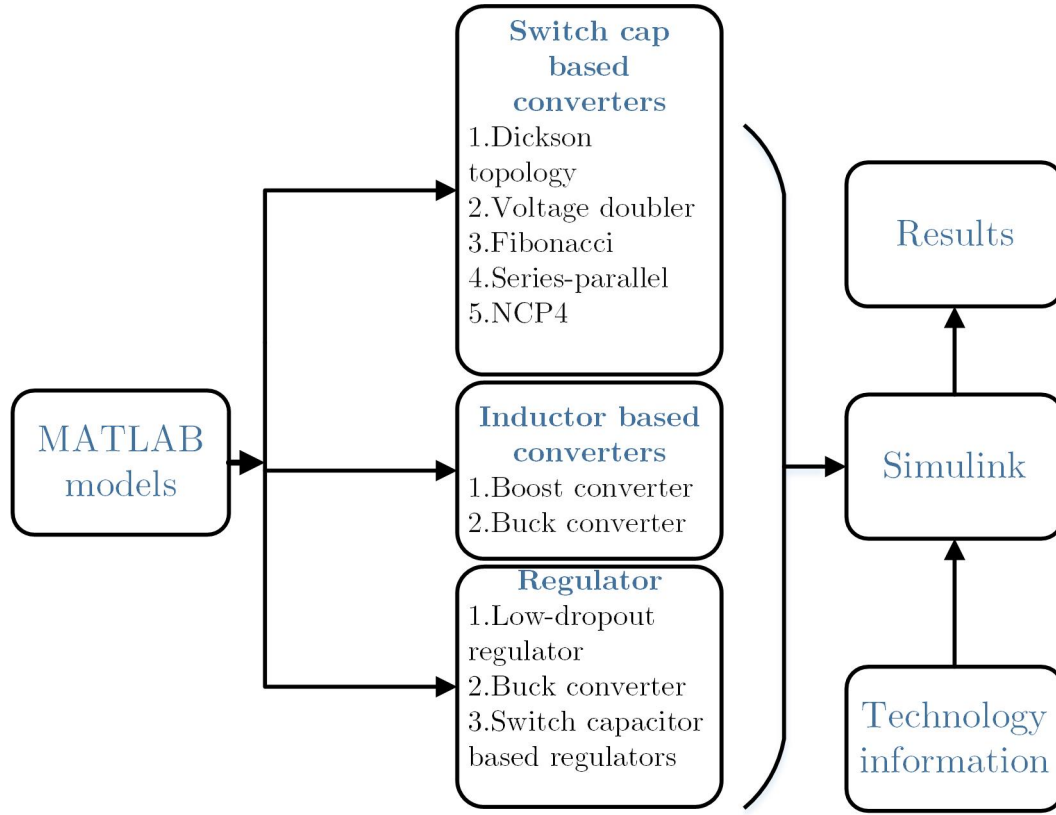 MATLAB
models
Switch cap
based
converters
1.Dickson
topology
2.Voltage doubler
3.Fibonacci
4.Series-parallel
5.NCP4
Inductor based
converters
1.Boost converter
2.Buck converter
Regulator
1.Low-dropout
regulator
2.Buck converter
3.Switch capacitor
based regulators
Results
Simulink
Technology
information